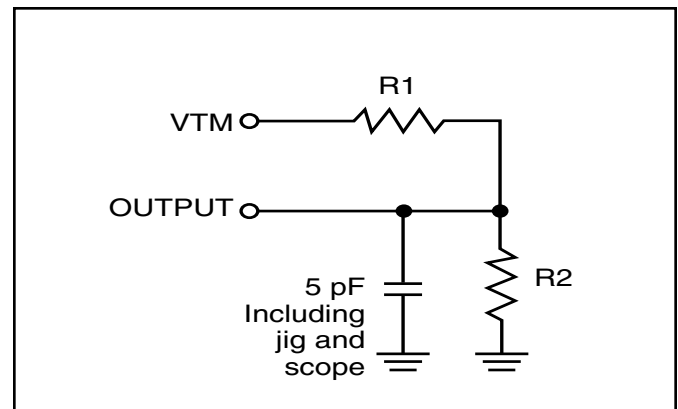 R1
VTM
OUTPUT
R2
5 pF
Including
jig and
scope